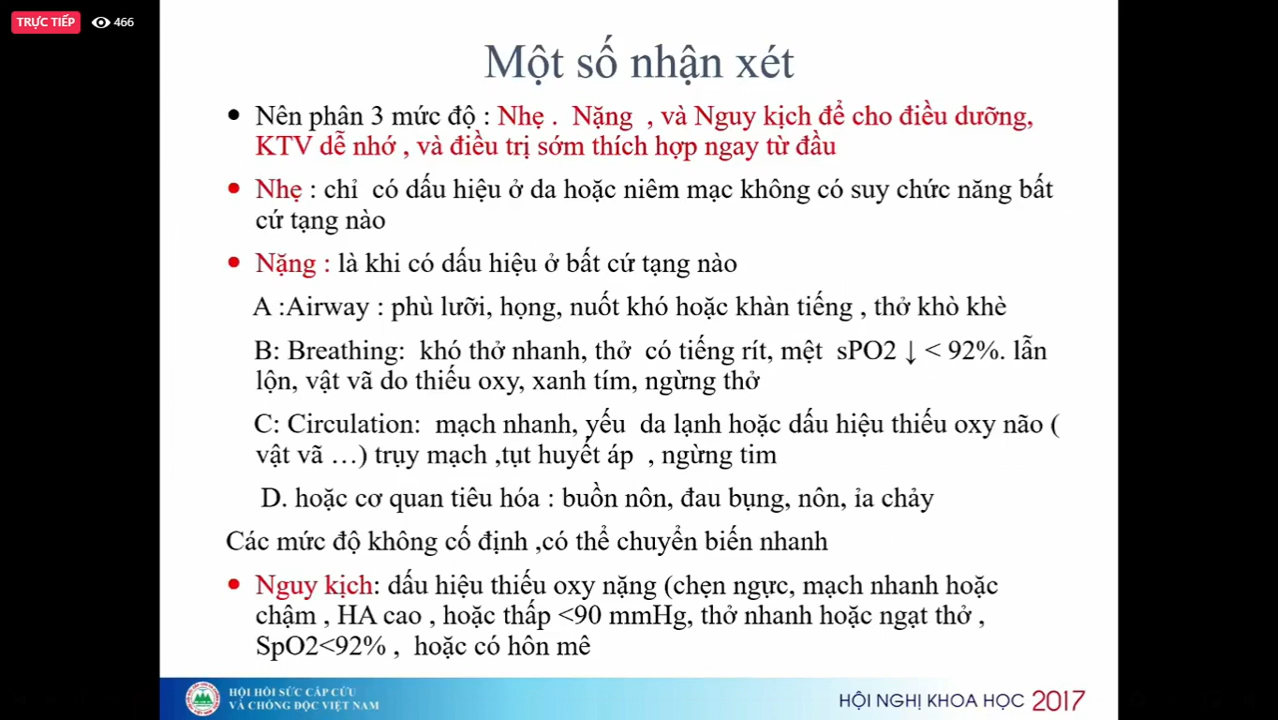 TRỰC TIẾP 466
Một số nhận xét
• Nên phân 3 mức độ : Nhẹ . Nặng , và Nguy kịch để cho điều dưỡng,
KTV dễ nhớ , và điều trị sớm thích hợp ngay từ đầu
• Nhẹ : chỉ có dấu hiệu ở da hoặc niêm mạc không có suy chức năng bất
cứ tạng nào
• Nặng : là khi có dấu hiệu ở bất cứ tạng nào
A :Airway : phù lưỡi, họng, nuốt khó hoặc khàn tiếng , thở khò khè
B: Breathing: khó thở nhanh, thở có tiếng rít, mệt sPO2 ↓ < 92%. lẫn
lộn, vật vã do thiếu oxy, xanh tím, ngừng thở
C: Circulation: mạch nhanh, yếu da lạnh hoặc dấu hiệu thiếu oxy não (
vật vã …) trụy mạch ,tụt huyết áp , ngừng tim
D. hoặc cơ quan tiêu hóa : buồn nôn, đau bụng, nôn, ỉa chảy
Các mức độ không cố định ,có thể chuyển biến nhanh
• Nguy kịch: dấu hiệu thiếu oxy nặng (chẹn ngực, mạch nhanh hoặc
chậm , HA cao , hoặc thấp <90 mmHg, thở nhanh hoặc ngạt thở ,
SpO2<92% , hoặc có hôn mê
HỘI HỒI SỨC CẤP CỨU
VÀ CHỐNG ĐỘC VIỆT NAM
HỘI NGHỊ KHOA HỌC 2017